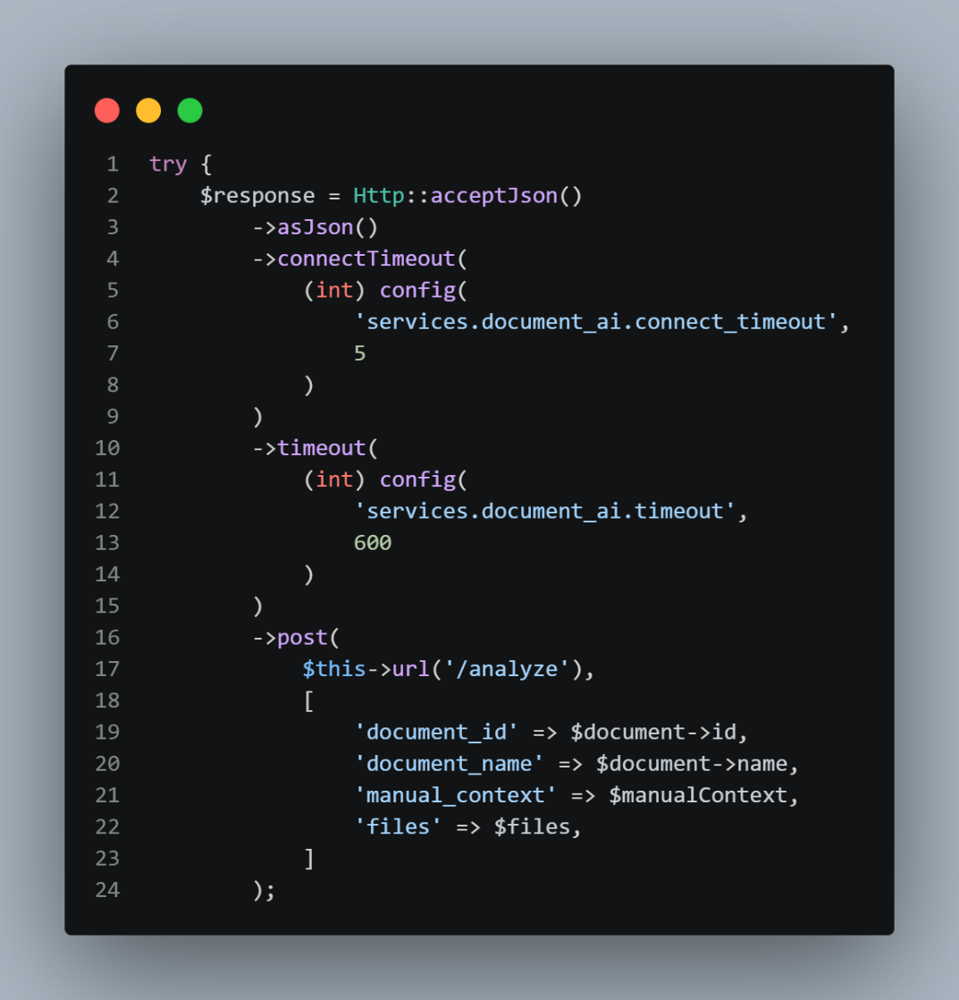 1 try {
2     $response = Http::acceptJson()
3         ->asJson()
4         ->connectTimeout(
5             (int) config(
6                 'services.document_ai.connect_timeout',
7                 5
8             )
9         )
10         ->timeout(
11             (int) config(
12                 'services.document_ai.timeout',
13                 600
14             )
15         )
16         ->post(
17             $this->url('/analyze'),
18             [
19                 'document_id' => $document->id,
20                 'document_name' => $document->name,
21                 'manual_context' => $manualContext,
22                 'files' => $files,
23             ]
24         );